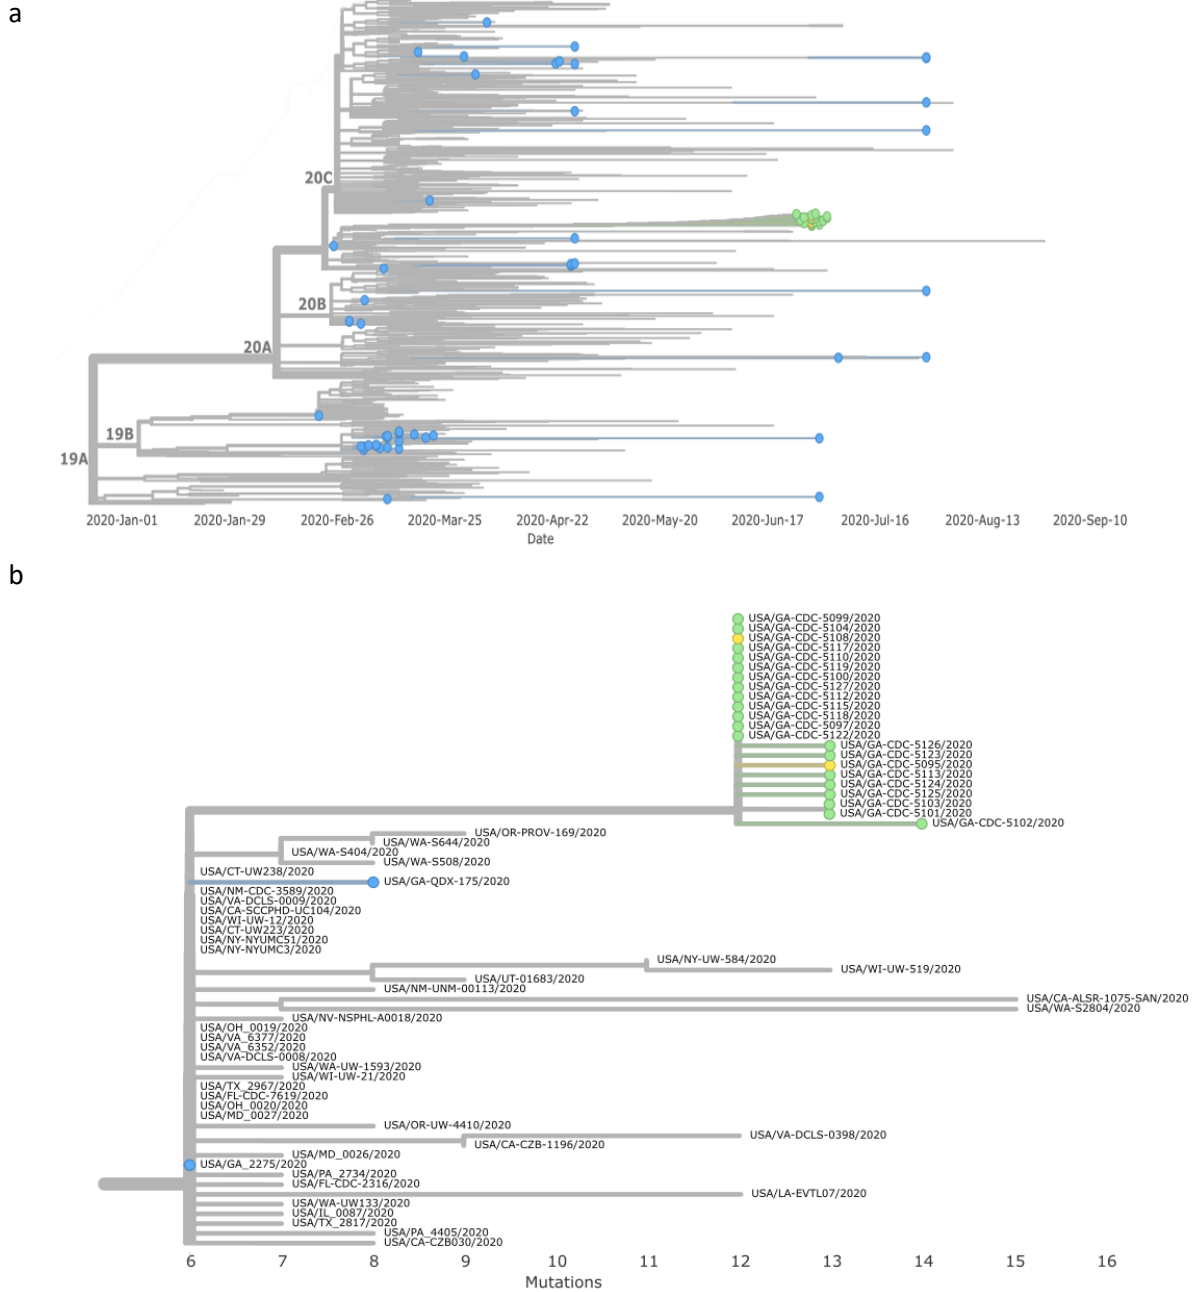 a
20C
20B
20A
19B
19A
2020-Jan-01 2020-Jan-29 2020-Feb-26 2020-Mar-25 2020-Apr-22 2020-May-20 2020-Jun-17 2020-Jul-16 2020-Aug-13 2020-Sep-10
Date
b
USA/GA-CDC-5099/2020
USA/GA-CDC-5104/2020
USA/GA-CDC-5108/2020
USA/GA-CDC-5117/2020
USA/GA-CDC-5110/2020
USA/GA-CDC-5119/2020
USA/GA-CDC-5100/2020
USA/GA-CDC-5127/2020
USA/GA-CDC-5112/2020
USA/GA-CDC-5115/2020
USA/GA-CDC-5118/2020
USA/GA-CDC-5097/2020
USA/GA-CDC-5122/2020
USA/GA-CDC-5126/2020
USA/GA-CDC-5123/2020
USA/GA-CDC-5095/2020
USA/GA-CDC-5113/2020
USA/GA-CDC-5124/2020
USA/GA-CDC-5125/2020
USA/GA-CDC-5103/2020
USA/GA-CDC-5101/2020
USA/GA-CDC-5102/2020
USA/OR-PROV-169/2020
USA/WA-S644/2020
USA/WA-S404/2020
USA/WA-S508/2020
USA/CT-UW238/2020
USA/GA-QDX-175/2020
USA/NM-CDC-3589/2020
USA/VA-DCLS-0009/2020
USA/CA-SCCPHD-UC104/2020
USA/WI-UW-12/2020
USA/CT-UW223/2020
USA/NY-NYUMC51/2020
USA/NY-NYUMC3/2020
USA/NY-UW-584/2020
USA/WI-UW-519/2020
USA/UT-01683/2020
USA/NM-UNM-00113/2020
USA/CA-ALSR-1075-SAN/2020
USA/WA-S2804/2020
USA/NV-NSPHL-A0018/2020
USA/OH_0019/2020
USA/VA_6377/2020
USA/VA_6352/2020
USA/VA-DCLS-0008/2020
USA/WA-UW-1593/2020
USA/WI-UW-21/2020
USA/TX_2967/2020
USA/FL-CDC-7619/2020
USA/OH_0020/2020
USA/MD_0027/2020
USA/OR-UW-4410/2020
USA/VA-DCLS-0398/2020
USA/CA-CZB-1196/2020
USA/MD_0026/2020
USA/GA_2275/2020
USA/PA_2734/2020
USA/FL-CDC-2316/2020
USA/LA-EVTL07/2020
USA/WA-UW133/2020
USA/IL_0087/2020
USA/TX_2817/2020
USA/PA_4405/2020
USA/CA-CZB030/2020
6 7 8 9 10 11 12 13 14 15 16
Mutations